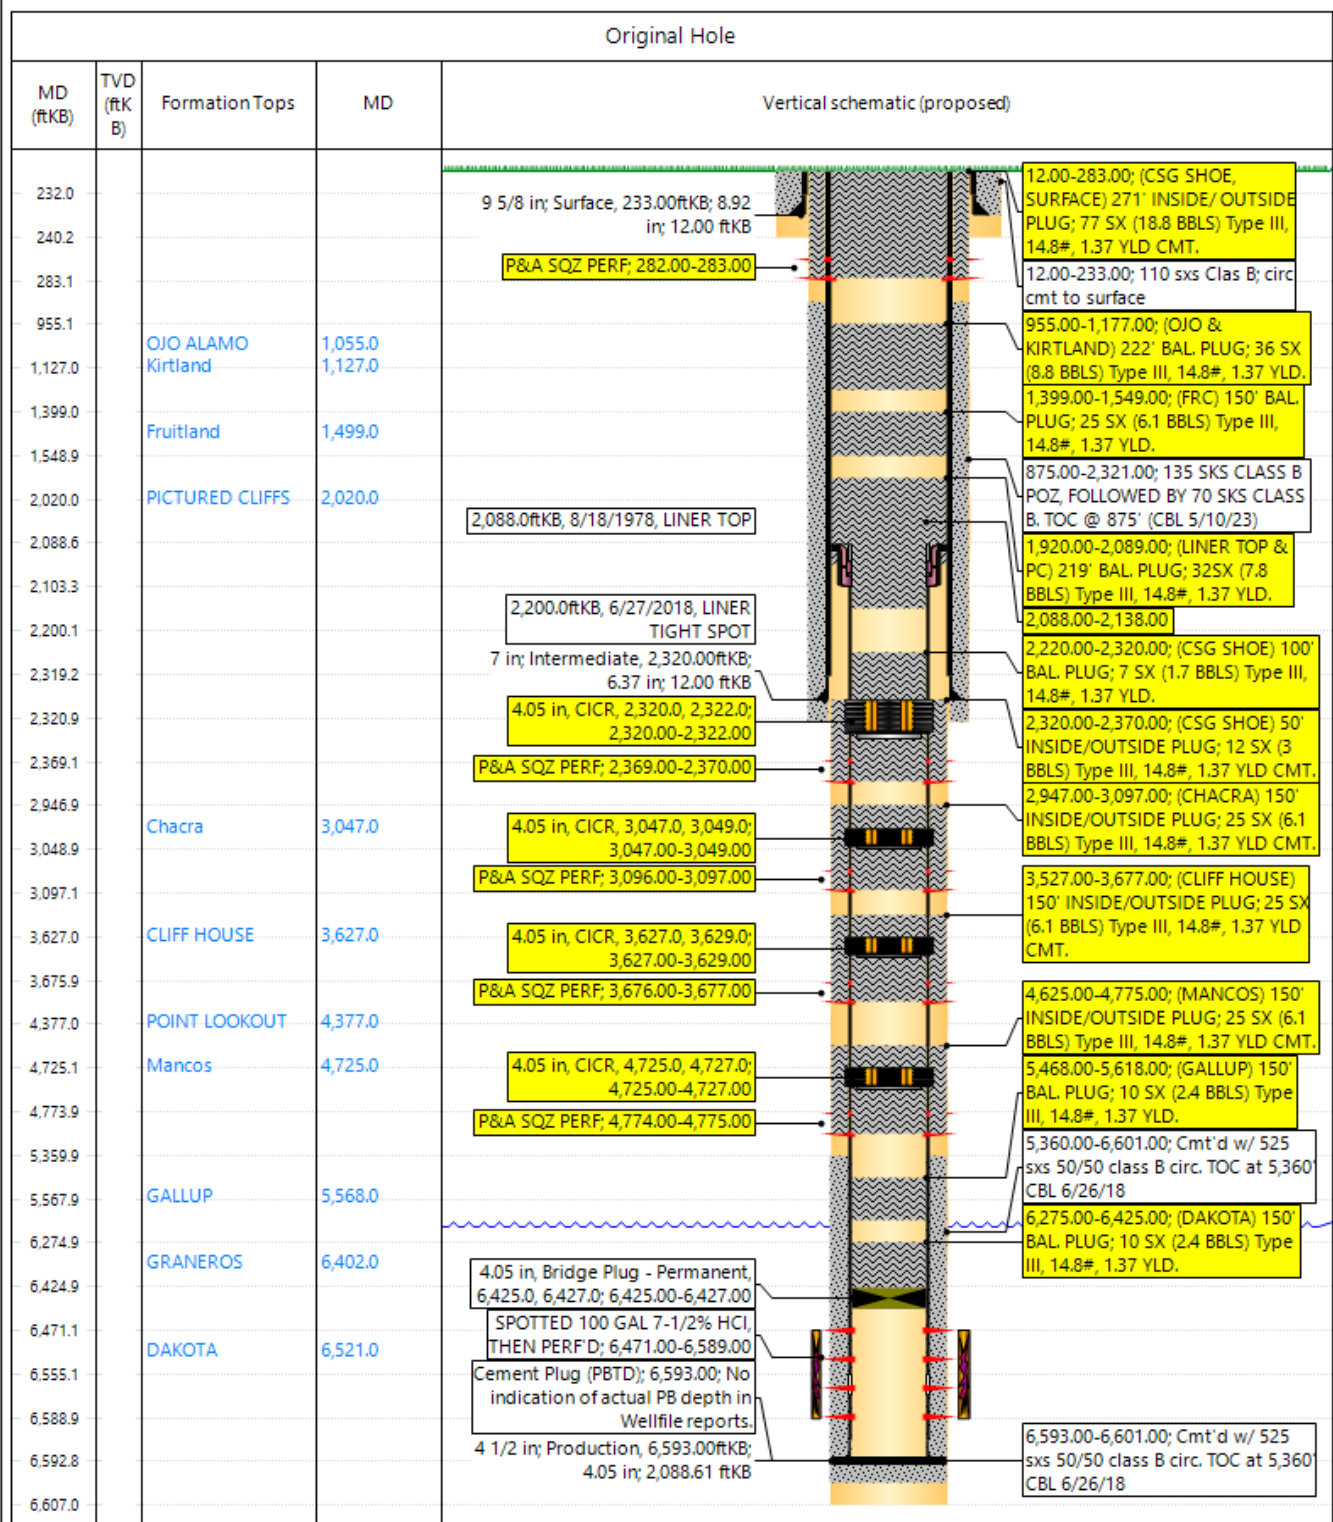 Original Hole
MD
(ftKB)
TVD
(ftK
B)
Formation Tops
MD
Vertical schematic (proposed)
232.0
240.2
283.1
955.1
1,127.0
1,399.0
1,548.9
2,020.0
2,088.6
2,103.3
2,200.1
2,319.2
2,320.9
2,369.1
2,946.9
3,048.9
3,097.1
3,627.0
3,675.9
4,377.0
4,725.1
4,773.9
5,359.9
5,567.9
6,274.9
6,424.9
6,471.1
6,555.1
6,588.9
6,592.8
6,607.0
OJO ALAMO 1,055.0
Kirtland 1,127.0
Fruitland 1,499.0
PICTURED CLIFFS 2,020.0
Chacra 3,047.0
CLIFF HOUSE 3,627.0
POINT LOOKOUT 4,377.0
Mancos 4,725.0
GALLUP 5,568.0
GRANEROS 6,402.0
DAKOTA 6,521.0
9 5/8 in; Surface, 233.00ftKB; 8.92
in; 12.00 ftKB
P&A SQZ PERF; 282.00-283.00
2,088.0ftKB, 8/18/1978, LINER TOP
2,200.0ftKB, 6/27/2018, LINER
TIGHT SPOT
7 in; Intermediate, 2,320.00ftKB;
6.37 in; 12.00 ftKB
4.05 in, CICR, 2,320.0, 2,322.0;
2,320.00-2,322.00
P&A SQZ PERF; 2,369.00-2,370.00
4.05 in, CICR, 3,047.0, 3,049.0;
3,047.00-3,049.00
P&A SQZ PERF; 3,096.00-3,097.00
4.05 in, CICR, 3,627.0, 3,629.0;
3,627.00-3,629.00
P&A SQZ PERF; 3,676.00-3,677.00
4.05 in, CICR, 4,725.0, 4,727.0;
4,725.00-4,727.00
P&A SQZ PERF; 4,774.00-4,775.00
4.05 in, Bridge Plug - Permanent,
6,425.0, 6,427.0; 6,425.00-6,427.00
SPOTTED 100 GAL 7-1/2% HCl,
THEN PERF'D; 6,471.00-6,589.00
Cement Plug (PBTD); 6,593.00; No
indication of actual PB depth in
Wellfile reports.
4 1/2 in; Production, 6,593.00ftKB;
4.05 in; 2,088.61 ftKB
12.00-283.00; (CSG SHOE,
SURFACE) 271' INSIDE/ OUTSIDE
PLUG; 77 SX (18.8 BBLS) Type III,
14.8#, 1.37 YLD CMT.
12.00-233.00; 110 sxs Clas B; circ
cmt to surface
955.00-1,177.00; (OJO &
KIRTLAND) 222' BAL. PLUG; 36 SX
(8.8 BBLS) Type III, 14.8#, 1.37 YLD.
1,399.00-1,549.00; (FRC) 150' BAL.
PLUG; 25 SX (6.1 BBLS) Type III,
14.8#, 1.37 YLD.
875.00-2,321.00; 135 SKS CLASS B
POZ, FOLLOWED BY 70 SKS CLASS
B. TOC @ 875' (CBL 5/10/23)
1,920.00-2,089.00; (LINER TOP &
PC) 219' BAL. PLUG; 32SX (7.8
BBLS) Type III, 14.8#, 1.37 YLD.
2,088.00-2,138.00
2,220.00-2,320.00; (CSG SHOE) 100'
BAL. PLUG; 7 SX (1.7 BBLS) Type III,
14.8#, 1.37 YLD.
2,320.00-2,370.00; (CSG SHOE) 50'
INSIDE/OUTSIDE PLUG; 12 SX (3
BBLS) Type III, 14.8#, 1.37 YLD CMT.
2,947.00-3,097.00; (CHACRA) 150'
INSIDE/OUTSIDE PLUG; 25 SX (6.1
BBLS) Type III, 14.8#, 1.37 YLD CMT.
3,527.00-3,677.00; (CLIFF HOUSE)
150' INSIDE/OUTSIDE PLUG; 25 SX
(6.1 BBLS) Type III, 14.8#, 1.37 YLD
CMT.
4,625.00-4,775.00; (MANCOS) 150'
INSIDE/OUTSIDE PLUG; 25 SX (6.1
BBLS) Type III, 14.8#, 1.37 YLD CMT.
5,468.00-5,618.00; (GALLUP) 150'
BAL. PLUG; 10 SX (2.4 BBLS) Type
III, 14.8#, 1.37 YLD.
5,360.00-6,601.00; Cmt'd w/ 525
sxs 50/50 class B circ. TOC at 5,360'
CBL 6/26/18
6,275.00-6,425.00; (DAKOTA) 150'
BAL. PLUG; 10 SX (2.4 BBLS) Type
III, 14.8#, 1.37 YLD.
6,593.00-6,601.00; Cmt'd w/ 525
sxs 50/50 class B circ. TOC at 5,360'
CBL 6/26/18